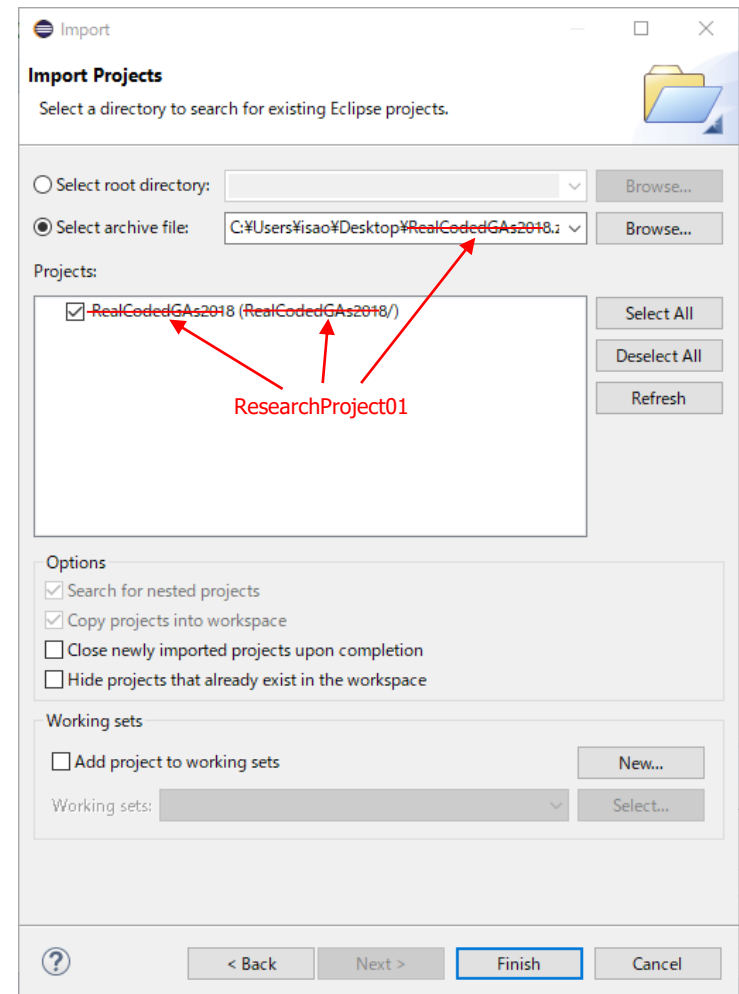 Import
Import Projects
Select a directory to search for existing Eclipse projects.
Select root directory:
Browse...
Select archive file:
C:¥Users¥isao¥Desktop¥RealCodedGAs2018.z
Browse...
Projects:
RealCodedGAs2018 (RealCodedGAs2018/)
Select All
Deselect All
Refresh
ResearchProject01
Options
Search for nested projects
Copy projects into workspace
Close newly imported projects upon completion
Hide projects that already exist in the workspace
Working sets
Add project to working sets
New...
Working sets:
Select...
?
< Back
Next >
Finish
Cancel